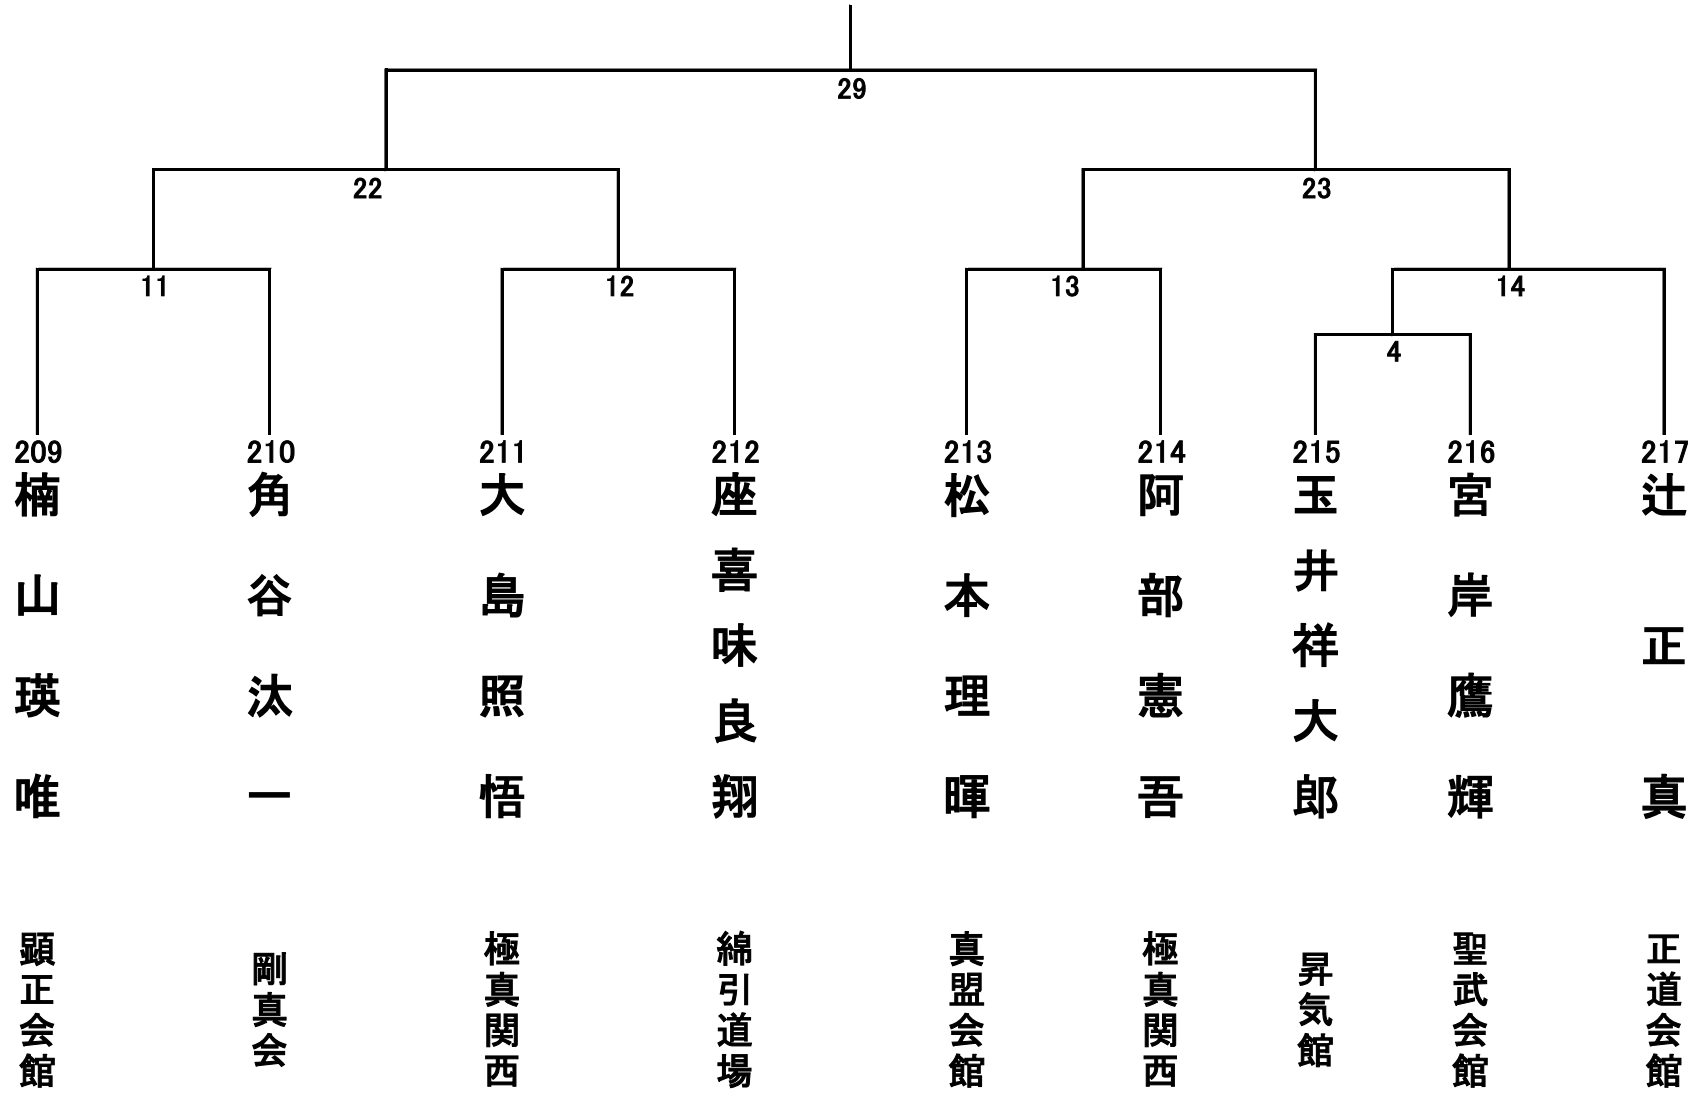 29
22
23
11
12
13
14
4
209
210
211
212
213
214
215
216
217
楠山瑛唯
角谷汰一
大島照悟
座喜味良翔
松本理暉
阿部憲吾
玉井祥大郎
宮岸鷹輝
辻正真
顕正会館
剛真会
極真関西
綿引道場
真盟会館
極真関西
昇気館
聖武会館
正道会館